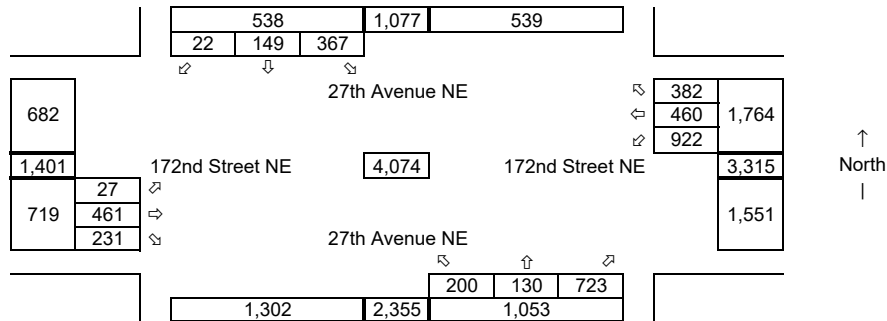 538 1,077 539
22 149 367
⬃ ⇩ ⬂
27th Avenue NE
⬁ 382
682 ⇦ 460 1,764
⬃ 922
↑
1,401 172nd Street NE 4,074 172nd Street NE 3,315 North
27 ⬀ |
719 461 ⇨ 1,551
231 ⬂
27th Avenue NE
⬁ ⇧ ⬀
200 130 723
1,302 2,355 1,053